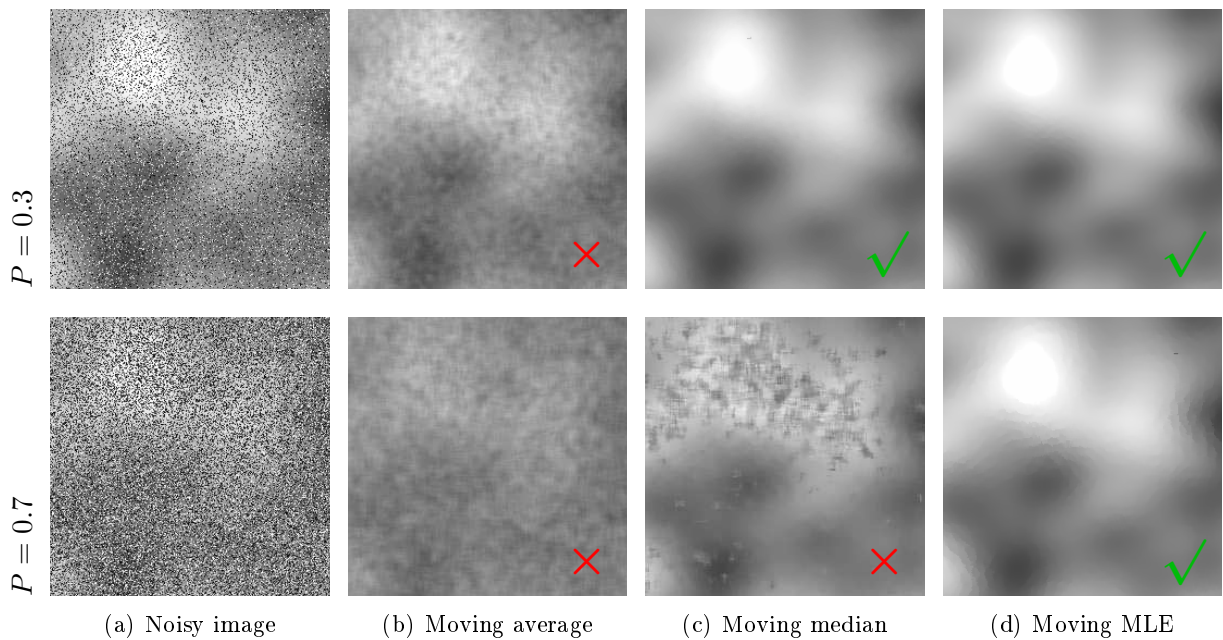 P = 0.3
P = 0.7
(a) Noisy image
(b) Moving average
(c) Moving median
(d) Moving MLE